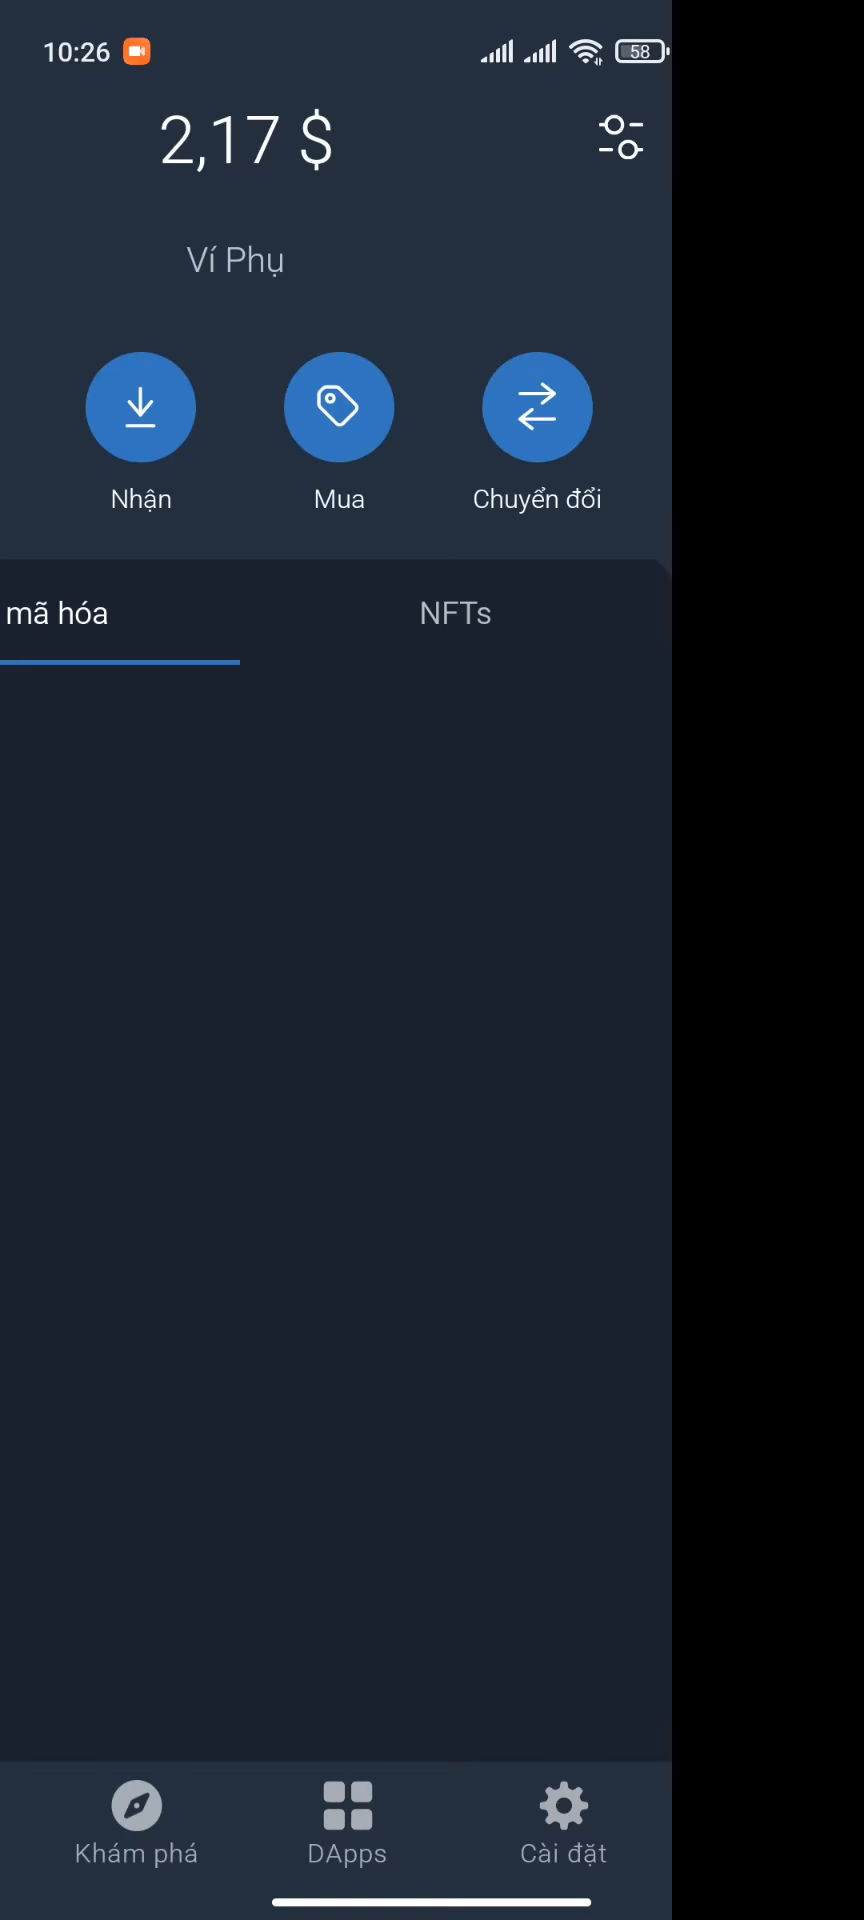 10:26
58
2,17 $
Ví Phụ
Nhận
Mua
Chuyển đổi
mã hóa
NFTs
Khám phá
DApps
Cài đặt